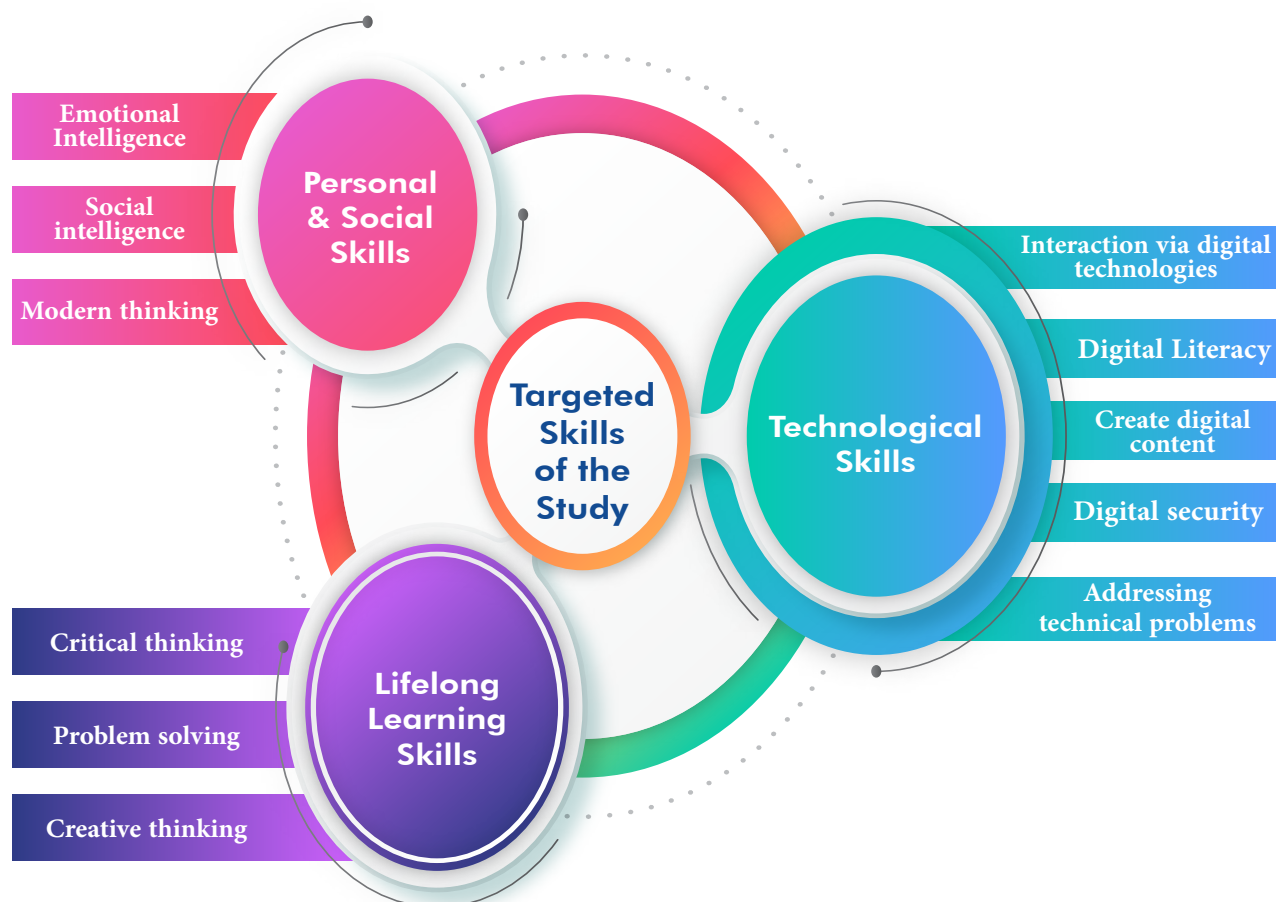 Emotional
Intelligence
Social
intelligence
Modern thinking
Personal
& Social
Skills
Targeted
Skills
of the
Study
Technological
Skills
Interaction via digital
technologies
Digital Literacy
Create digital
content
Digital security
Addressing
technical problems
Critical thinking
Problem solving
Creative thinking
Lifelong
Learning
Skills